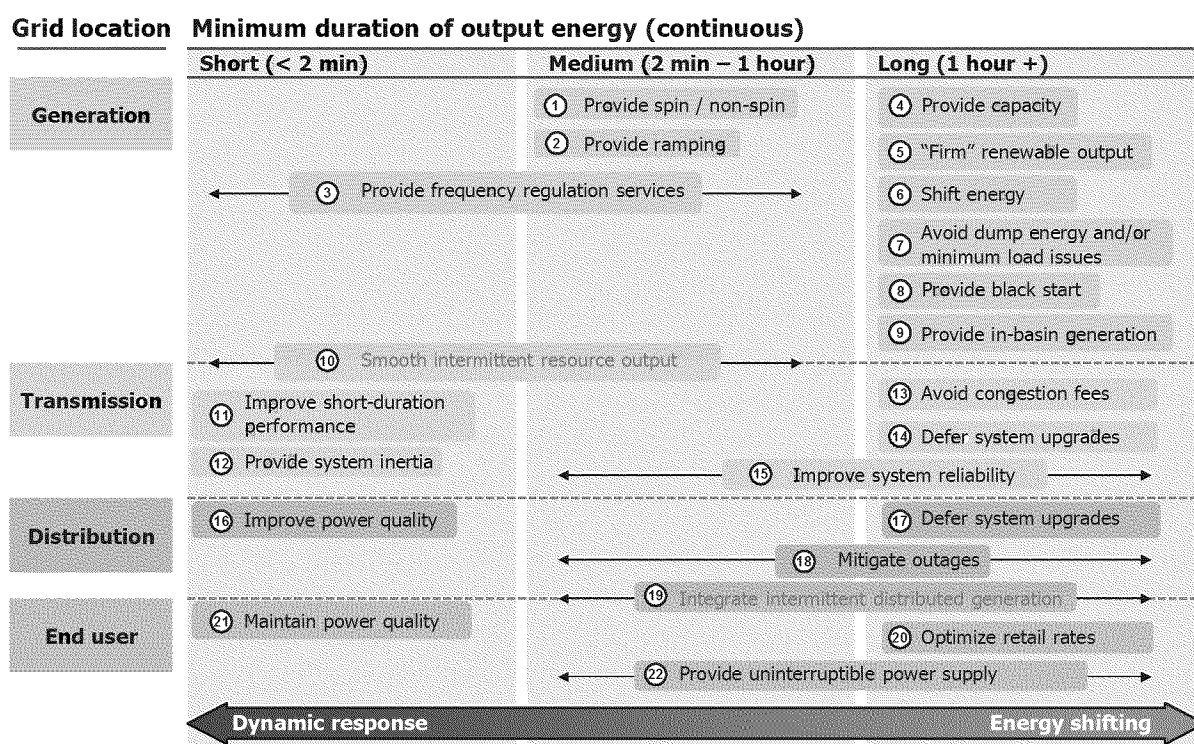 Grid location
Minimum duration of output energy (continuous)
Short (< 2 min)
Medium (2 min – 1 hour)
Long (1 hour +)
Generation
1 Provide spin / non-spin
2 Provide ramping
3 Provide frequency regulation services
4 Provide capacity
5 “Firm” renewable output
6 Shift energy
7 Avoid dump energy and/or
minimum load issues
8 Provide black start
9 Provide in-basin generation
10 Smooth intermittent resource output
Transmission
11 Improve short-duration
performance
12 Provide system inertia
13 Avoid congestion fees
14 Defer system upgrades
15 Improve system reliability
Distribution
16 Improve power quality
17 Defer system upgrades
18 Mitigate outages
19 Integrate intermittent distributed generation
End user
21 Maintain power quality
20 Optimize retail rates
22 Provide uninterruptible power supply
Dynamic response
Energy shifting